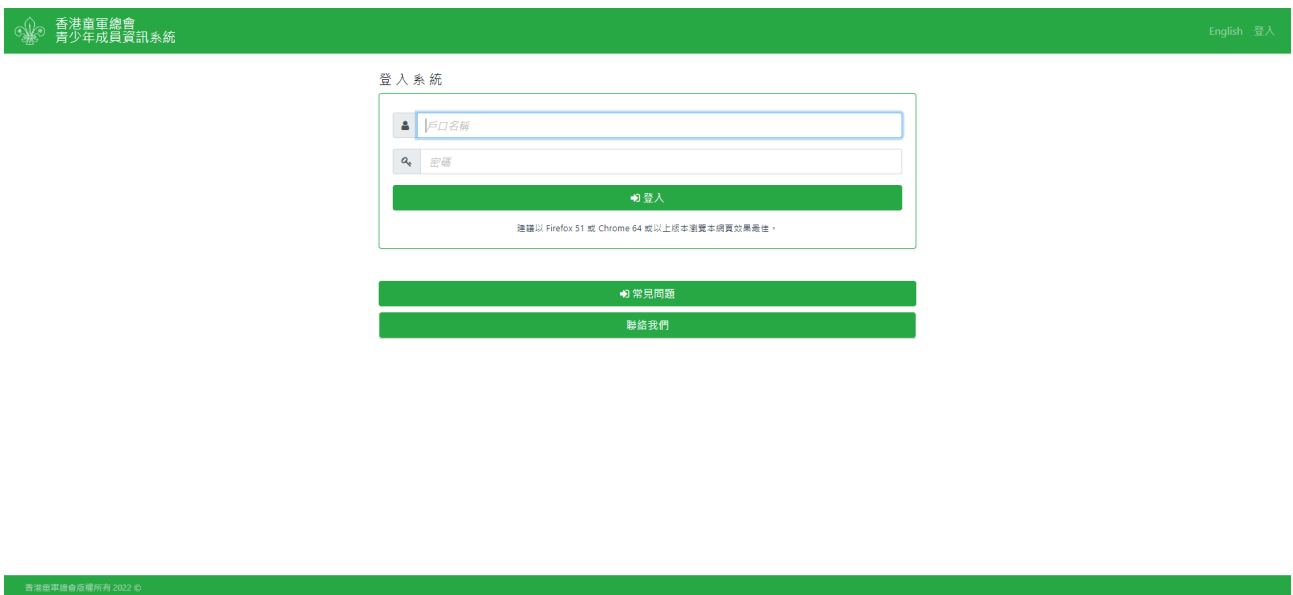 香港童軍總會
青少年成員資訊系統
English 登入
登入系統
戶口名稱
密碼
登入
建議以 Firefox 51 或 Chrome 64 或以上版本瀏覽本網頁效果最佳。
常見問題
聯絡我們
香港童軍總會版權所有 2022 ©